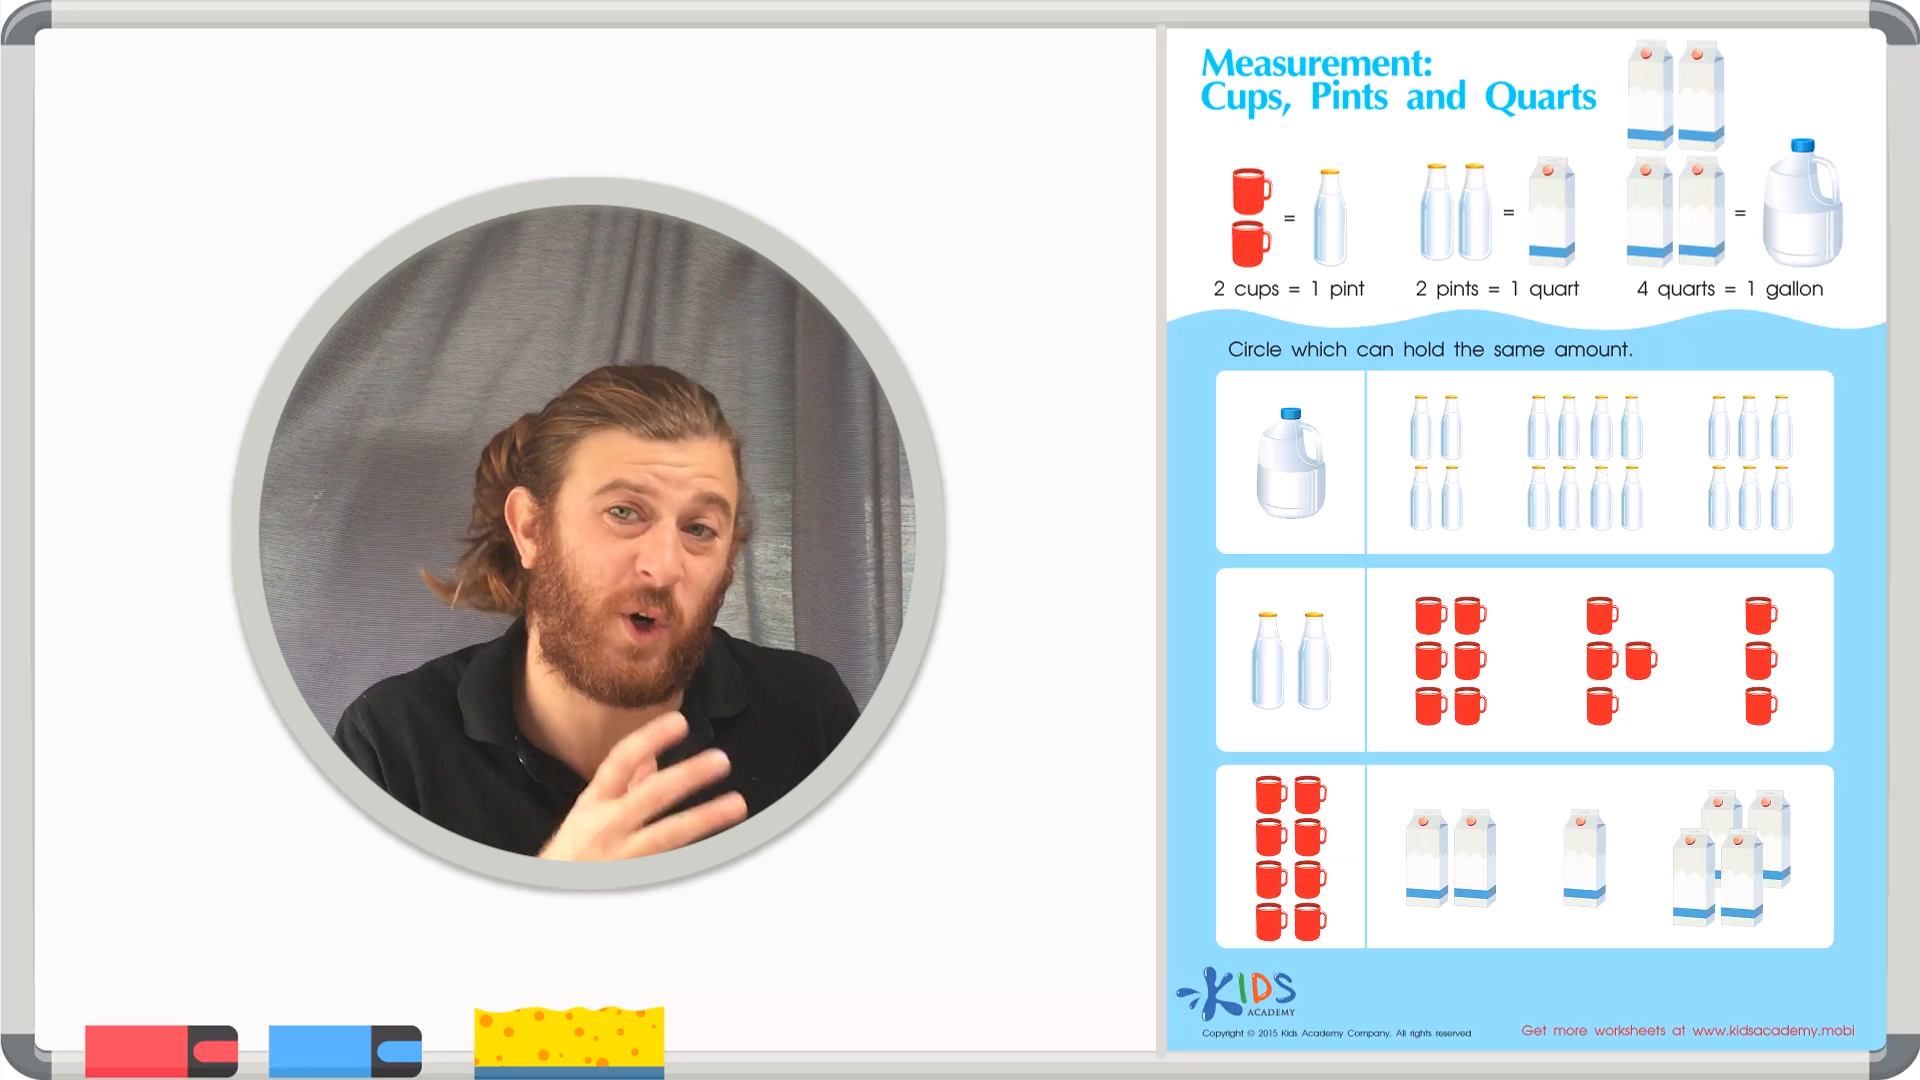 Measurement:
Cups, Pints and Quarts
=
=
=
2 cups = 1 pint
2 pints = 1 quart
4 quarts = 1 gallon
Circle which can hold the same amount.
KIDS
ACADEMY
Copyright © 2015 Kids Academy Company. All rights reserved
Get more worksheets at www.kidsacademy.mobi